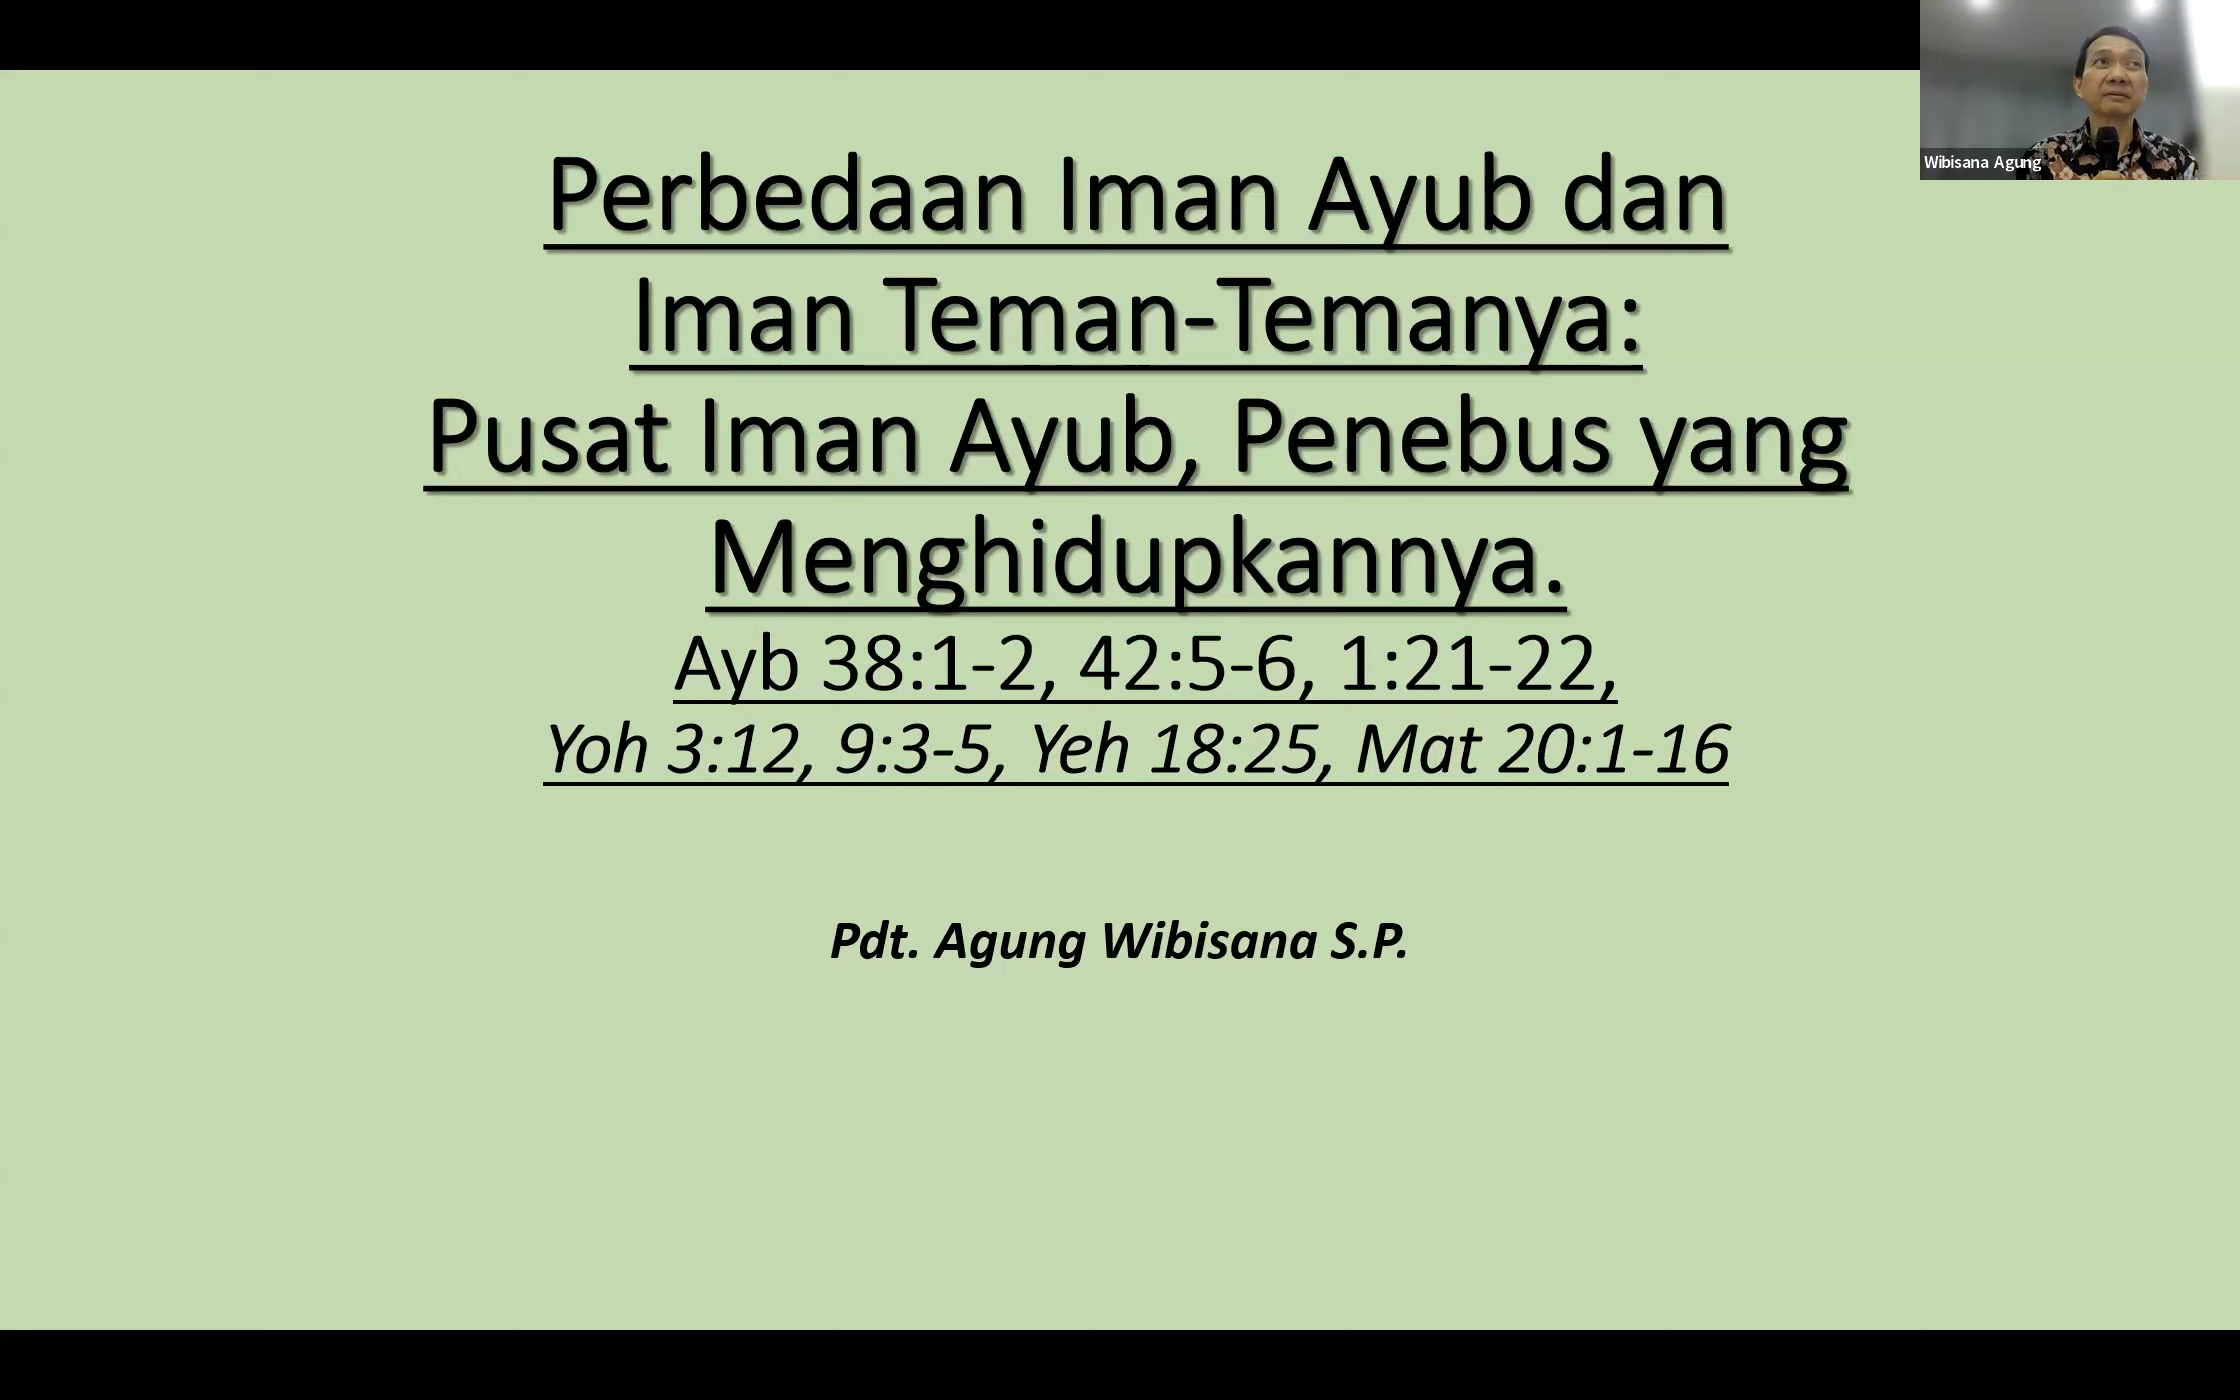 Perbedaan Iman Ayub dan
Iman Teman-Temanya:
Pusat Iman Ayub, Penebus yang
Menghidupkannya.
Ayb 38:1-2, 42:5-6, 1:21-22,
Yoh 3:12, 9:3-5, Yeh 18:25, Mat 20:1-16
Pdt. Agung Wibisana S.P.
Wibisana Agung